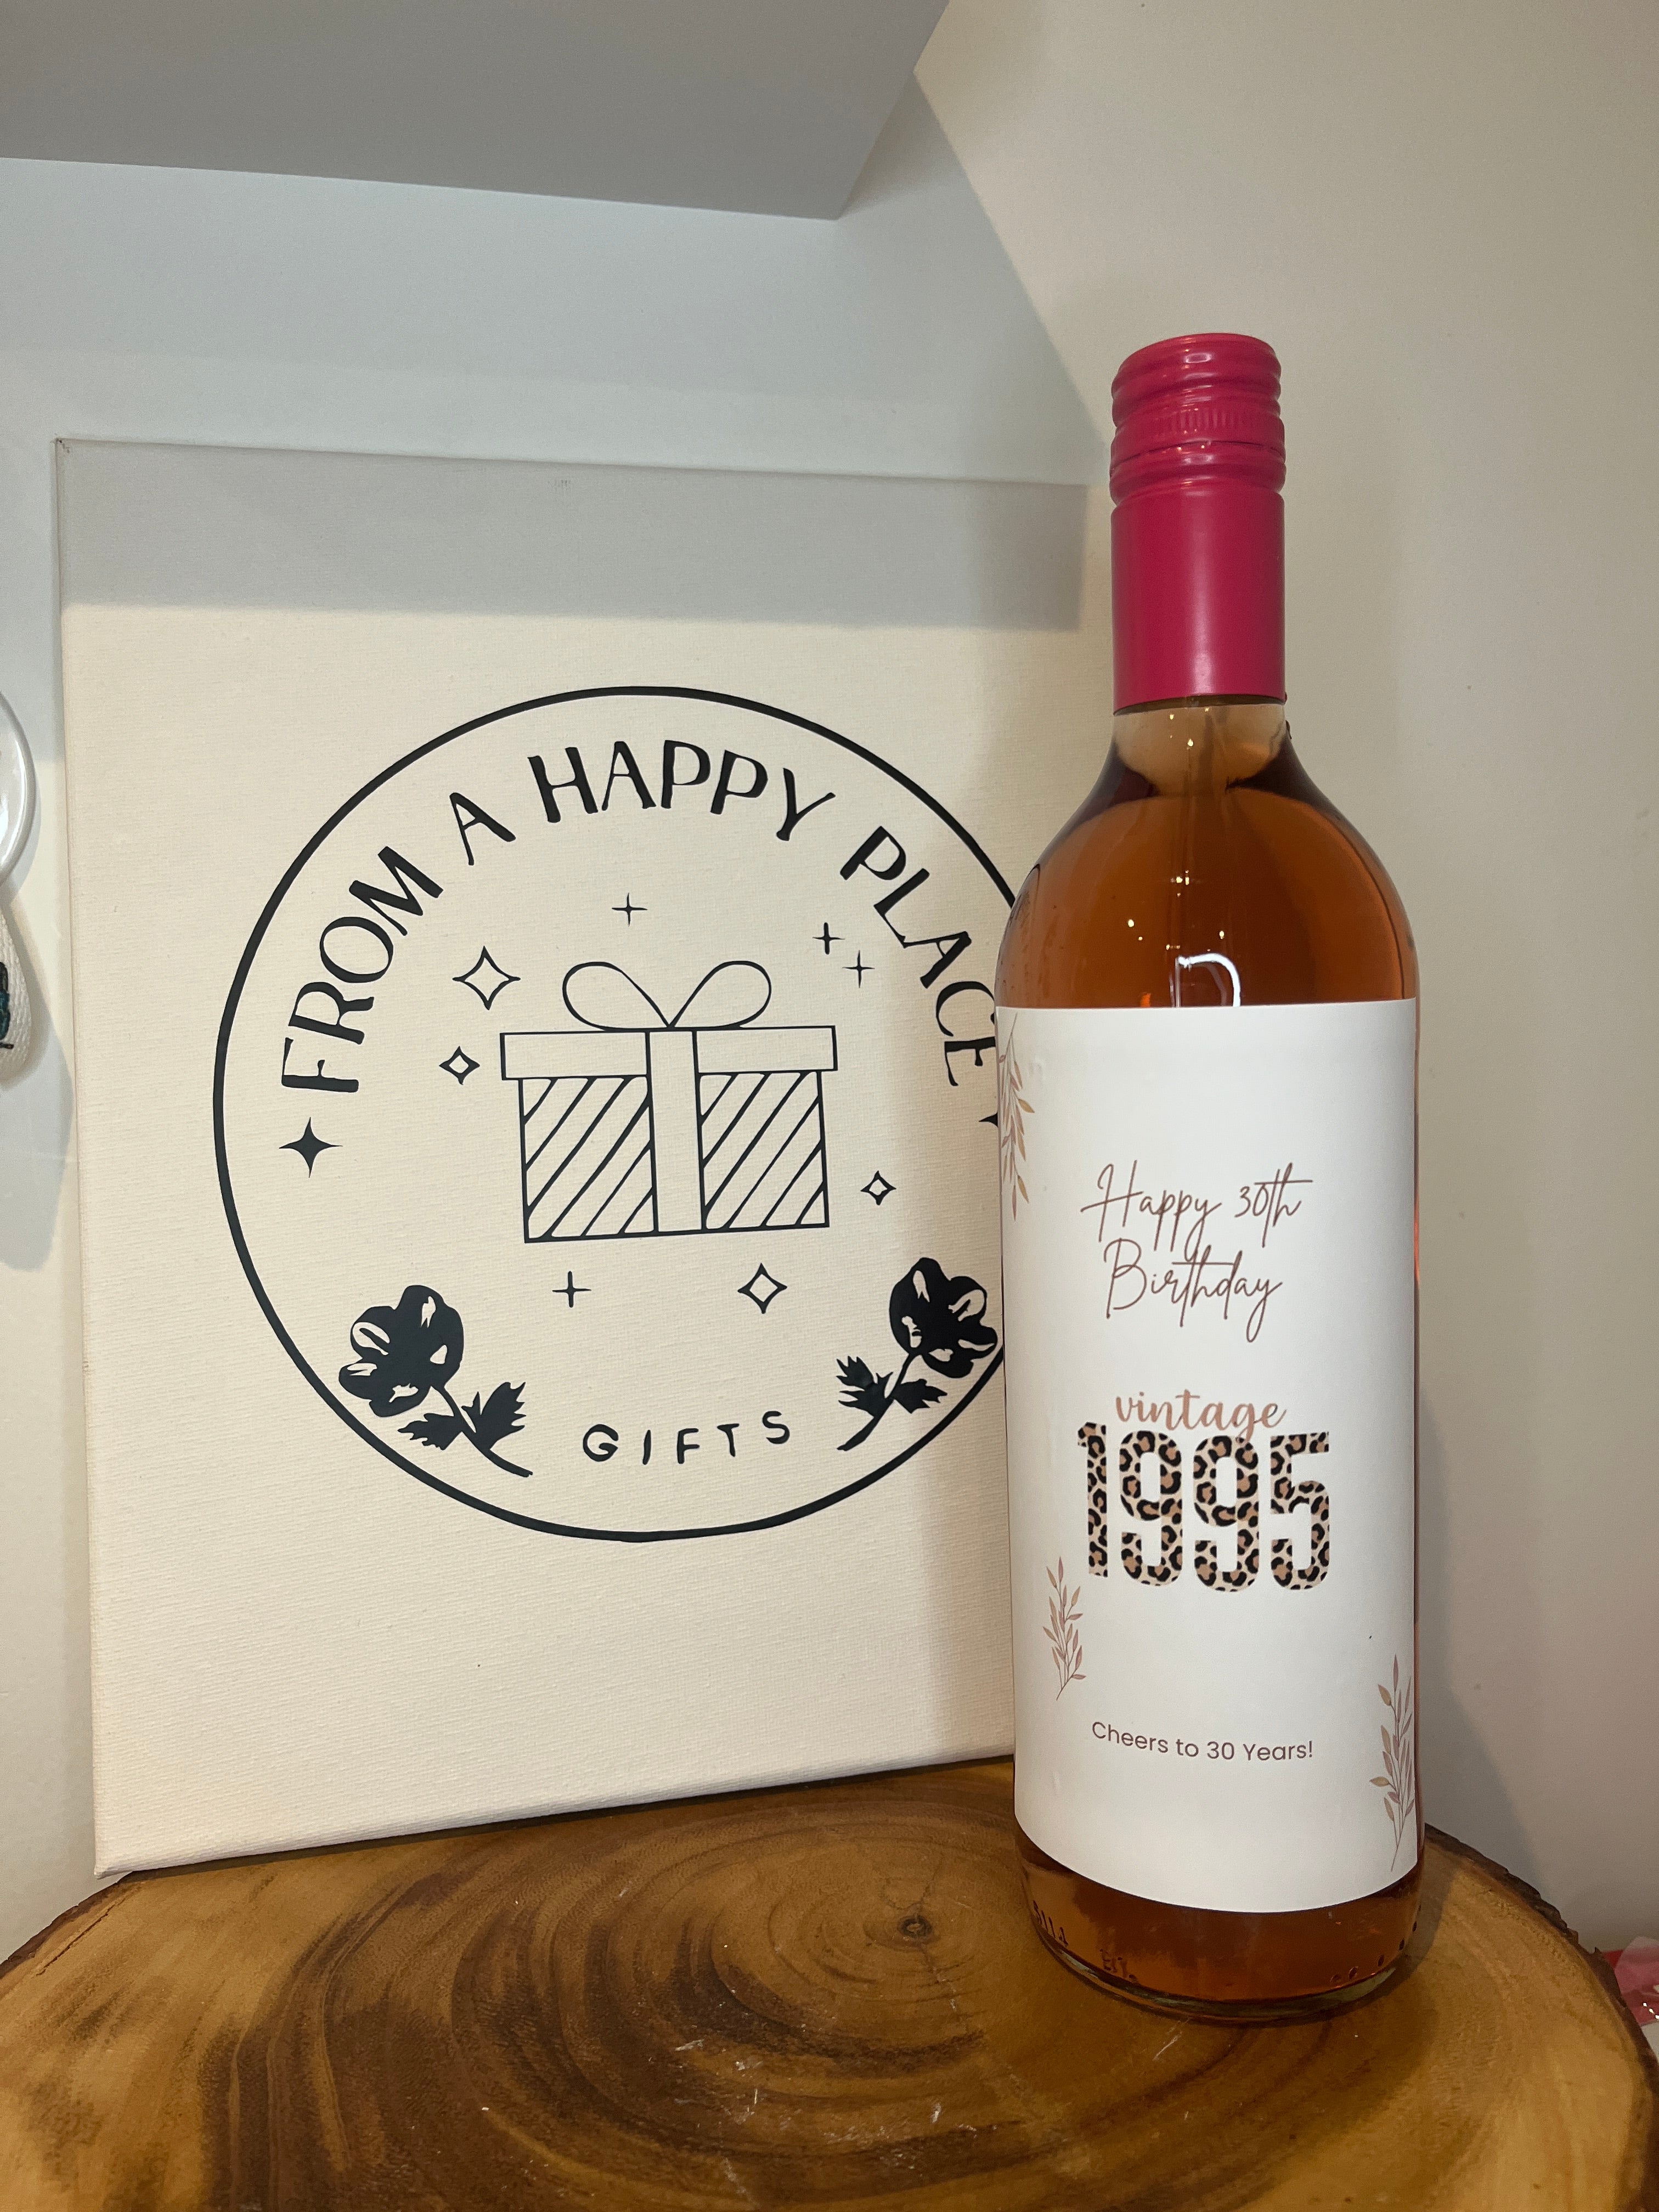 FROM A HAPPY PLACE
GIFTS
Happy 30th
Birthday
vintage
1995
Cheers to 30 Years!